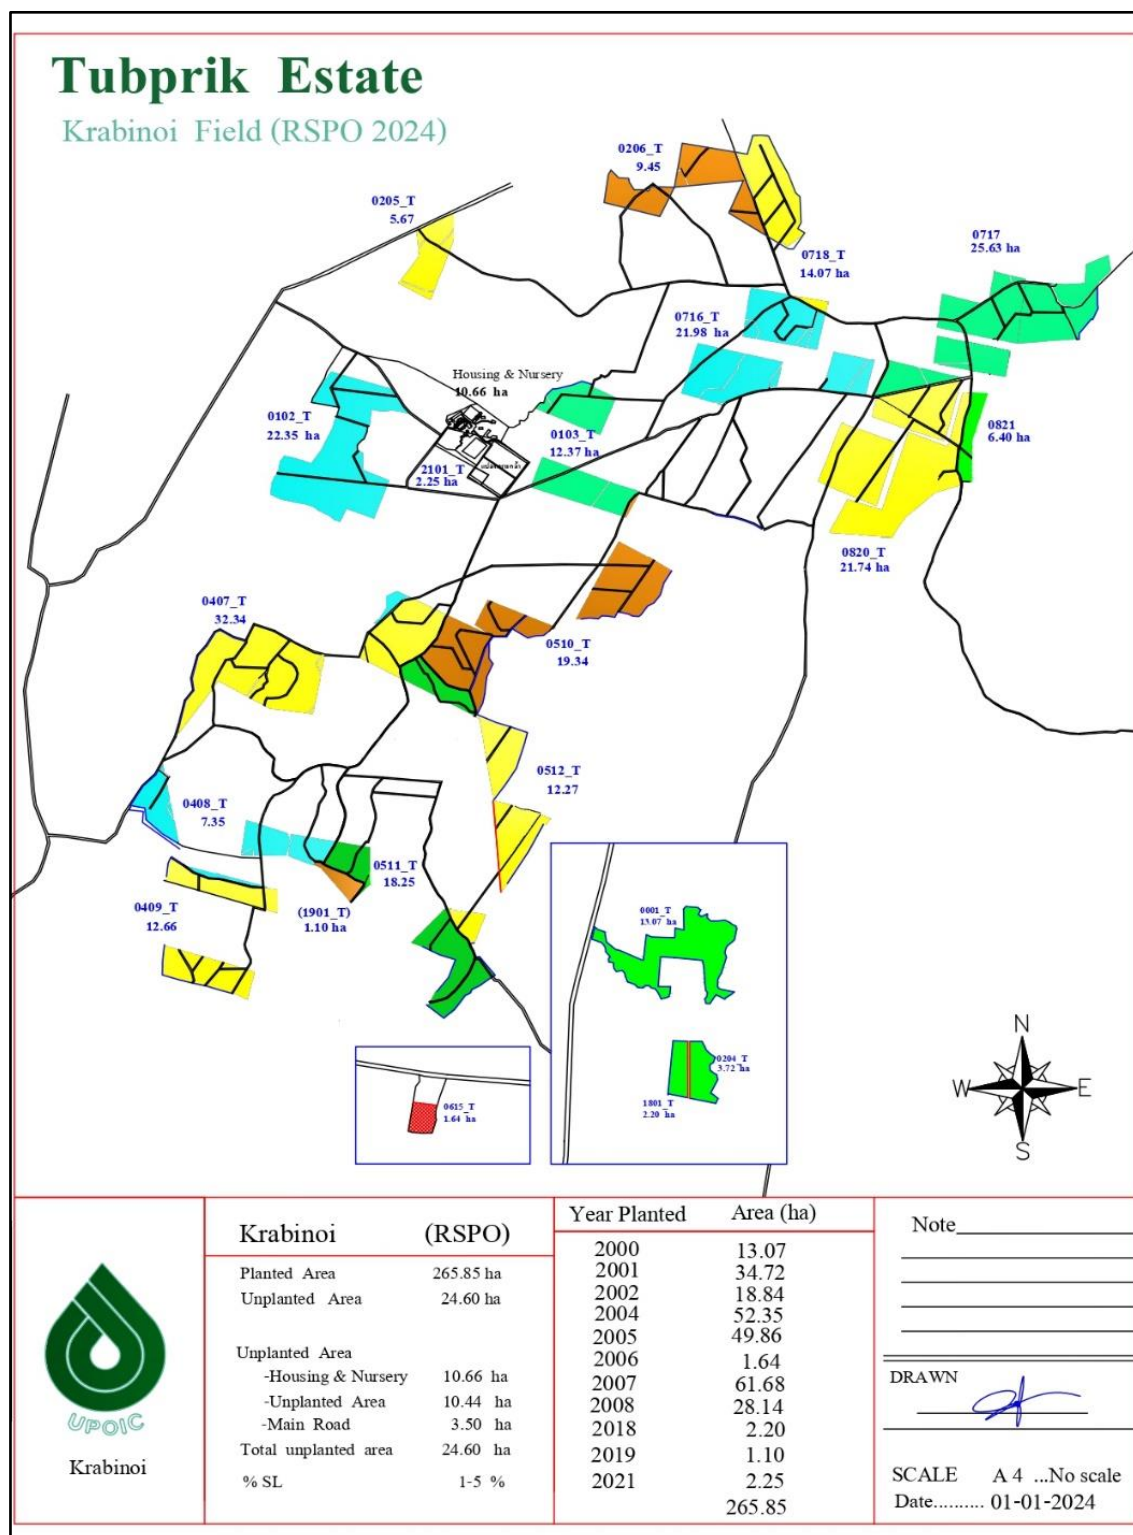 Tubprik Estate
Krabinoi Field (RSPO 2024)
0206_T
9.45
0205_T
5.67
0717
25.63 ha
0718_T
14.07 ha
0716_T
21.98 ha
Housing & Nursery
10.66 ha
0102_T
22.35 ha
0103_T
12.37 ha
0821
6.40 ha
2101_T
2.25 ha
0820_T
21.74 ha
0407_T
32.34
0510_T
19.34
0512_T
12.27
0408_T
7.35
0511_T
18.25
0409_T
12.66
(1901_T)
1.10 ha
0001_T
13.07 ha
0204_T
3.72 ha
1801_T
2.20 ha
0615_T
1.64 ha
N
W
E
S
UPOIC
Krabinoi
Krabinoi (RSPO)
Planted Area 265.85 ha
Unplanted Area 24.60 ha
Unplanted Area
-Housing & Nursery 10.66 ha
-Unplanted Area 10.44 ha
-Main Road 3.50 ha
Total unplanted area 24.60 ha
% SL 1-5 %
Year Planted Area (ha)
2000 13.07
2001 34.72
2002 18.84
2004 52.35
2005 49.86
2006 1.64
2007 61.68
2008 28.14
2018 2.20
2019 1.10
2021 2.25
265.85
Note
DRAWN
SCALE A 4 ...No scale
Date.......... 01-01-2024